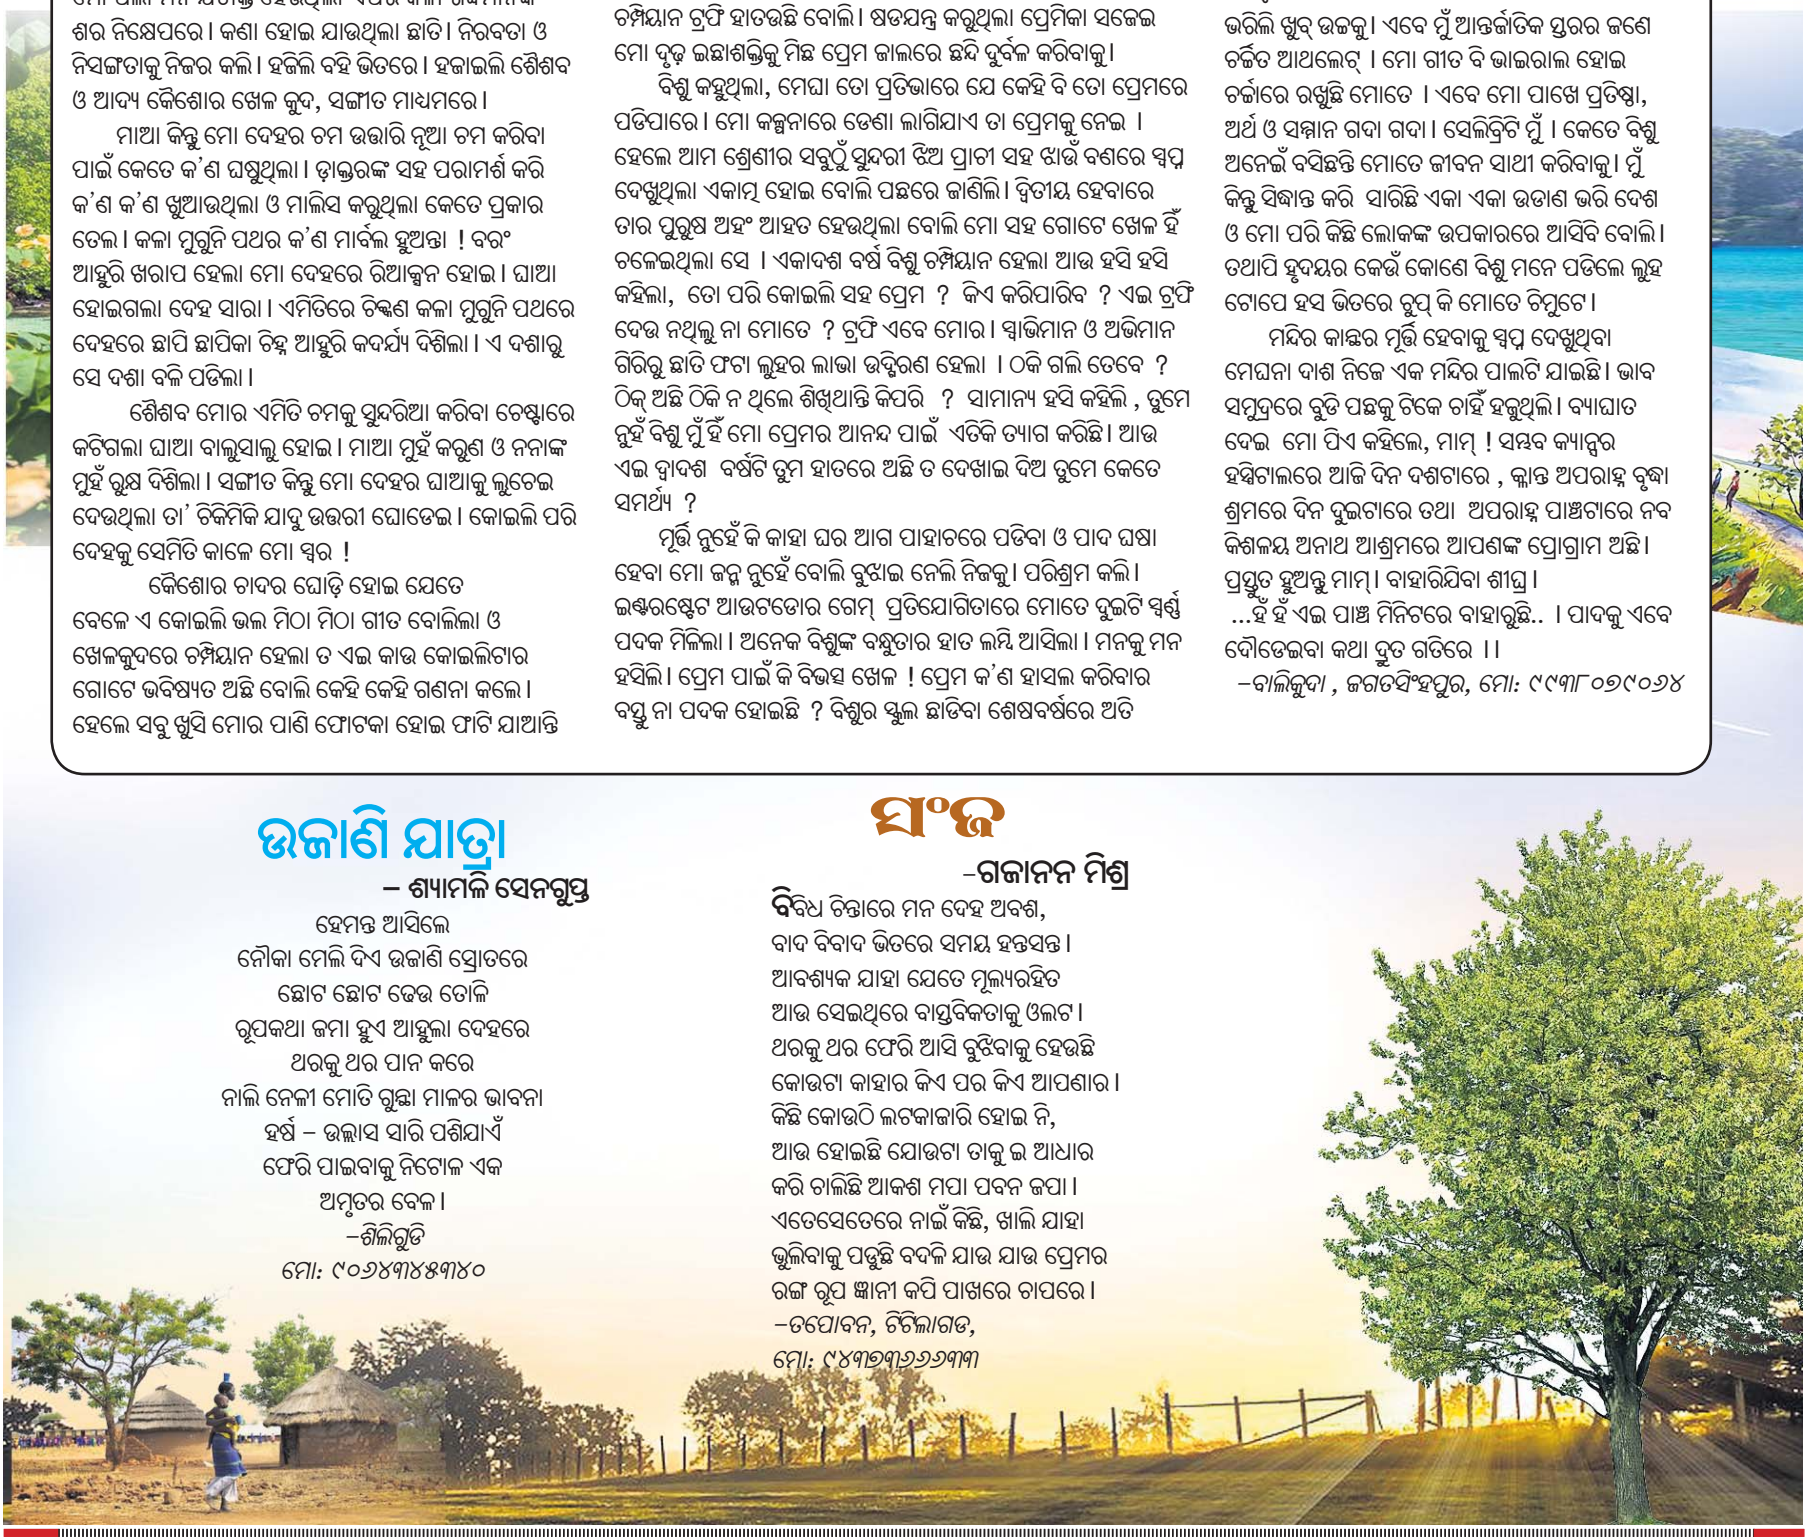 ଶର ନିକ୍ଷେପରେ। କଣା ହୋଇ ଯାଉଥିଲା ଛାତି। ନିରବତା ଓ
ନିସଙ୍ଗତାକୁ ନିଜର କଲି। ହଜିଲି ବହି ଭିତରେ। ହଜାଇଲି ଶୈଶବ
ଓ ଆଦ୍ୟ କୈଶୋର ଖେଳ କୁଦ, ସଙ୍ଗୀତ ମାଧ୍ୟମରେ।
ମାଆ କିନ୍ତୁ ମୋ ଦେହର ଚମ ଉତାରି ନୂଆ ଚମ କରିବା
ପାଇଁ କେତେ କ'ଣ ଘଷୁଥିଲା। ଡ଼ାକ୍ତରଙ୍କ ସହ ପରାମର୍ଶ କରି
କ'ଣ କ'ଣ ଖୁଆଉଥିଲା ଓ ମାଲିସ କରୁଥିଲା କେତେ ପ୍ରକାର
ତେଲ। କଳା ମୁଗୁନି ପଥର କ'ଣ ମାର୍ବଲ ହୁଅନ୍ତା ! ବରଂ
ଆହୁରି ଖରାପ ହେଲା ମୋ ଦେହରେ ରିଆକ୍ସନ ହୋଇ। ଘାଆ
ହୋଇଗଲା ଦେହ ସାରା। ଏମିତିରେ ଚିକ୍କଣ କଳା ମୁଗୁନି ପଥରେ
ଦେହରେ ଛାପି ଛାପିକା ଚିହ୍ନ ଆହୁରି କଦର୍ଯ୍ୟ ଦିଶିଲା। ଏ ଦଶାରୁ
ସେ ଦଶା ବଳି ପଡିଲା।
ଶୈଶବ ମୋର ଏମିତି ଚମକୁ ସୁନ୍ଦରିଆ କରିବା ଚେଷ୍ଟାରେ
କଟିଗଲା ଘାଆ ବାଲୁସାଲୁ ହୋଇ। ମାଆ ମୁହଁ କରୁଣ ଓ ନନାଙ୍କ
ମୁହଁ ରୁକ୍ଷ ଦିଶିଲା। ସଙ୍ଗୀତ କିନ୍ତୁ ମୋ ଦେହର ଘାଆକୁ ଲୁଚେଇ
ଦେଉଥିଲା ତା' ଚିକିମିକି ଯାଦୁ ଉତ୍ତରୀ ଘୋଡେଇ। କୋଇଲି ପରି
ଦେହକୁ ସେମିତି କାଳେ ମୋ ସ୍ୱର !
କୈଶୋର ଚାଦର ଘୋଡ଼ି ହୋଇ ଯେତେ
ବେଳେ ଏ କୋଇଲି ଭଲ ମିଠା ମିଠା ଗୀତ ବୋଲିଲା ଓ
ଖେଳକୁଦରେ ଚମ୍ପିୟାନ ହେଲା ତ ଏଇ କାଉ କୋଇଲିଟାର
ଗୋଟେ ଭବିଷ୍ୟତ ଅଛି ବୋଲି କେହି କେହି ଗଣନା କଲେ।
ହେଲେ ସବୁ ଖୁସି ମୋର ପାଣି ଫୋଟକା ହୋଇ ଫାଟି ଯାଆନ୍ତି
ଚମ୍ପିୟାନ ଟ୍ରଫି ହାତଉଛି ବୋଲି। ଷଡଯନ୍ତ୍ର କରୁଥିଲା ପ୍ରେମିକା ସଜେଇ
ମୋ ଦୃଢ଼ ଇଛାଶକ୍ତିକୁ ମିଛ ପ୍ରେମ ଜାଲରେ ଛନ୍ଦି ଦୁର୍ବଳ କରିବାକୁ।
ବିଶୁ କହୁଥିଲା, ମେଘା ତୋ ପ୍ରତିଭାରେ ଯେ କେହି ବି ତୋ ପ୍ରେମରେ
ପଡିପାରେ। ମୋ କଳ୍ପନାରେ ଡେଣା ଲାଗିଯାଏ ତା ପ୍ରେମକୁ ନେଇ ।
ହେଲେ ଆମ ଶ୍ରେଣୀର ସବୁଠୁଁ ସୁନ୍ଦରୀ ଝିଅ ପ୍ରାଚୀ ସହ ଝାଉଁ ବଣରେ ସ୍ୱପ୍ନ
ଦେଖୁଥିଲା ଏକାତ୍ମ ହୋଇ ବୋଲି ପଛରେ ଜାଣିଲି। ଦ୍ୱିତୀୟ ହେବାରେ
ତାର ପୁରୁଷ ଅହଂ ଆହତ ହେଉଥିଲା ବୋଲି ମୋ ସହ ଗୋଟେ ଖେଳ ହିଁ
ଚଳେଇଥିଲା ସେ । ଏକାଦଶ ବର୍ଷ ବିଶୁ ଚମ୍ପିୟାନ ହେଲା ଆଉ ହସି ହସି
କହିଲା, ତୋ ପରି କୋଇଲି ସହ ପ୍ରେମ ? କିଏ କରିପାରିବ ? ଏଇ ଟ୍ରଫି
ଦେଉ ନଥିଲୁ ନା ମୋତେ ? ଟ୍ରଫି ଏବେ ମୋର। ସ୍ୱାଭିମାନ ଓ ଅଭିମାନ
ଗିରିରୁ ଛାତି ଫଟା ଲୁହର ଲାଭା ଉଦ୍ଗିରଣ ହେଲା । ଠକି ଗଲି ତେବେ ?
ଠିକ୍ ଅଛି ଠିକି ନ ଥିଲେ ଶିଖିଥାନ୍ତି କିପରି ? ସାମାନ୍ୟ ହସି କହିଲି , ତୁମେ
ନୁହଁ ବିଶୁ ମୁଁ ହିଁ ମୋ ପ୍ରେମର ଆନନ୍ଦ ପାଇଁ ଏତିକି ତ୍ୟାଗ କରିଛି। ଆଉ
ଏଇ ଦ୍ୱାଦଶ ବର୍ଷଟି ତୁମ ହାତରେ ଅଛି ତ ଦେଖାଇ ଦିଅ ତୁମେ କେତେ
ସମର୍ଥ୍ୟ ?
ମୂର୍ତ୍ତି ନୁହେଁ କି କାହା ଘର ଆଗ ପାହାଚରେ ପଡିବା ଓ ପାଦ ଘଷା
ହେବା ମୋ ଜନ୍ମ ନୁହେଁ ବୋଲି ବୁଝାଇ ନେଲି ନିଜକୁ। ପରିଶ୍ରମ କଲି।
ଇଣ୍ଟରଷ୍ଟେଟ ଆଉଟଡୋର ଗେମ୍ ପ୍ରତିଯୋଗିତାରେ ମୋତେ ଦୁଇଟି ସ୍ୱର୍ଣ୍ଣ
ପଦକ ମିଳିଲା। ଅନେକ ବିଶୁଙ୍କ ବନ୍ଧୁତାର ହାତ ଲମ୍ବି ଆସିଲା। ମନକୁ ମନ
ହସିଲି। ପ୍ରେମ ପାଇଁ କି ବିଭତ୍ସ ଖେଳ ! ପ୍ରେମ କ'ଣ ହାସଲ କରିବାର
ବସ୍ତୁ ନା ପଦକ ହୋଇଛି ? ବିଶୁର ସ୍କୁଲ ଛାଡିବା ଶେଷବର୍ଷରେ ଅତି
ଭରିଲି ଖୁବ୍ ଉଚ୍ଚକୁ। ଏବେ ମୁଁ ଆନ୍ତର୍ଜାତିକ ସ୍ତରର ଜଣେ
ଚର୍ଚ୍ଚିତ ଆଥଲେଟ୍ । ମୋ ଗୀତ ବି ଭାଇରାଲ ହୋଇ
ଚର୍ଚ୍ଚାରେ ରଖୁଛି ମୋତେ । ଏବେ ମୋ ପାଖେ ପ୍ରତିଷ୍ଠା,
ଅର୍ଥ ଓ ସମ୍ମାନ ଗଦା ଗଦା। ସେଲିବ୍ରିଟି ମୁଁ । କେତେ ବିଶୁ
ଅନେଇଁ ବସିଛନ୍ତି ମୋତେ ଜୀବନ ସାଥୀ କରିବାକୁ। ମୁଁ
କିନ୍ତୁ ସିଦ୍ଧାନ୍ତ କରି ସାରିଛି ଏକା ଏକା ଉଡାଣ ଭରି ଦେଶ
ଓ ମୋ ପରି କିଛି ଲୋକଙ୍କ ଉପକାରରେ ଆସିବି ବୋଲି।
ତଥାପି ହୃଦୟର କେଉଁ କୋଣେ ବିଶୁ ମନେ ପଡିଲେ ଲୁହ
ଟୋପେ ହସ ଭିତରେ ଚୁପ୍ କି ମୋତେ ଚିମୁଟେ।
ମନ୍ଦିର କାନ୍ଥର ମୂର୍ତ୍ତି ହେବାକୁ ସ୍ୱପ୍ନ ଦେଖୁଥିବା
ମେଘନା ଦାଶ ନିଜେ ଏକ ମନ୍ଦିର ପାଲଟି ଯାଇଛି। ଭାବ
ସମୁଦ୍ରରେ ବୁଡି ପଛକୁ ଟିକେ ଚାହିଁ ହଜୁଥିଲି। ବ୍ୟାଘାତ
ଦେଇ ମୋ ପିଏ କହିଲେ, ମାମ୍ ! ସମ୍ଭବ କ୍ୟାନ୍ସର
ହସ୍ପିଟାଲରେ ଆଜି ଦିନ ଦଶଟାରେ , କ୍ଲାନ୍ତ ଅପରାହ୍ନ ବୃଦ୍ଧା
ଶ୍ରମରେ ଦିନ ଦୁଇଟାରେ ତଥା ଅପରାହ୍ନ ପାଞ୍ଚଟାରେ ନବ
କିଶଳୟ ଅନାଥ ଆଶ୍ରମରେ ଆପଣଙ୍କ ପ୍ରୋଗ୍ରାମ ଅଛି।
ପ୍ରସ୍ତୁତ ହୁଅନ୍ତୁ ମାମ୍। ବାହାରିଯିବା ଶୀଘ୍ର।
...ହଁ ହଁ ଏଇ ପାଞ୍ଚ ମିନିଟରେ ବାହାରୁଛି.. । ପାଦକୁ ଏବେ
ଦୌଡେଇବା କଥା ଦ୍ରୁତ ଗତିରେ ।।
–ବାଲିକୁଦା , ଜଗତସିଂହପୁର, ମୋ: ୯୯୩୮୦୭୯୦୬୪
ଉଜାଣି ଯାତ୍ରା
– ଶ୍ୟାମଳି ସେନଗୁପ୍ତ
ହେମନ୍ତ ଆସିଲେ
ନୌକା ମେଲି ଦିଏ ଉଜାଣି ସ୍ରୋତରେ
ଛୋଟ ଛୋଟ ଢେଉ ତୋଳି
ରୂପକଥା ଜମା ହୁଏ ଆହୁଲା ଦେହରେ
ଥରକୁ ଥର ପାନ କରେ
ନାଲି ନେଳୀ ମୋତି ଗୁନ୍ଥା ମାଳର ଭାବନା
ହର୍ଷ – ଉଲ୍ଲାସ ସାରି ପଶିଯାଏଁ
ଫେରି ପାଇବାକୁ ନିଟୋଳ ଏକ
ଅମୃତର ବେଳ।
–ଶିଲିଗୁଡି
ମୋ: ୯୦୬୪୩୪୫୩୪୦
ସଂଜ
–ଗଜାନନ ମିଶ୍ର
ବିବିଧ ଚିନ୍ତାରେ ମନ ଦେହ ଅବଶ,
ବାଦ ବିବାଦ ଭିତରେ ସମୟ ହନ୍ତସନ୍ତ।
ଆବଶ୍ୟକ ଯାହା ଯେତେ ମୂଲ୍ୟରହିତ
ଆଉ ସେଇଥିରେ ବାସ୍ତବିକତାକୁ ଓଲଟ।
ଥରକୁ ଥର ଫେରି ଆସି ବୁଝିବାକୁ ହେଉଛି
କୋଉଟା କାହାର କିଏ ପର କିଏ ଆପଣାର।
କିଛି କୋଉଠି ଲଟକାଜାରି ହୋଇ ନି,
ଆଉ ହୋଇଛି ଯୋଉଟା ତାକୁ ଇ ଆଧାର
କରି ଚାଲିଛି ଆକଶ ମପା ପବନ ଜପା।
ଏତେସେତେରେ ନାଇଁ କିଛି, ଖାଲି ଯାହା
ଭୁଲିବାକୁ ପଡୁଛି ବଦଳି ଯାଉ ଯାଉ ପ୍ରେମର
ରଙ୍ଗ ରୂପ ଜ୍ଞାନୀ କପି ପାଖରେ ଚାପରେ।
–ତପୋବନ, ଟିଟିଲାଗଡ,
ମୋ: ୯୪୩୭୩୬୬୬୩୩